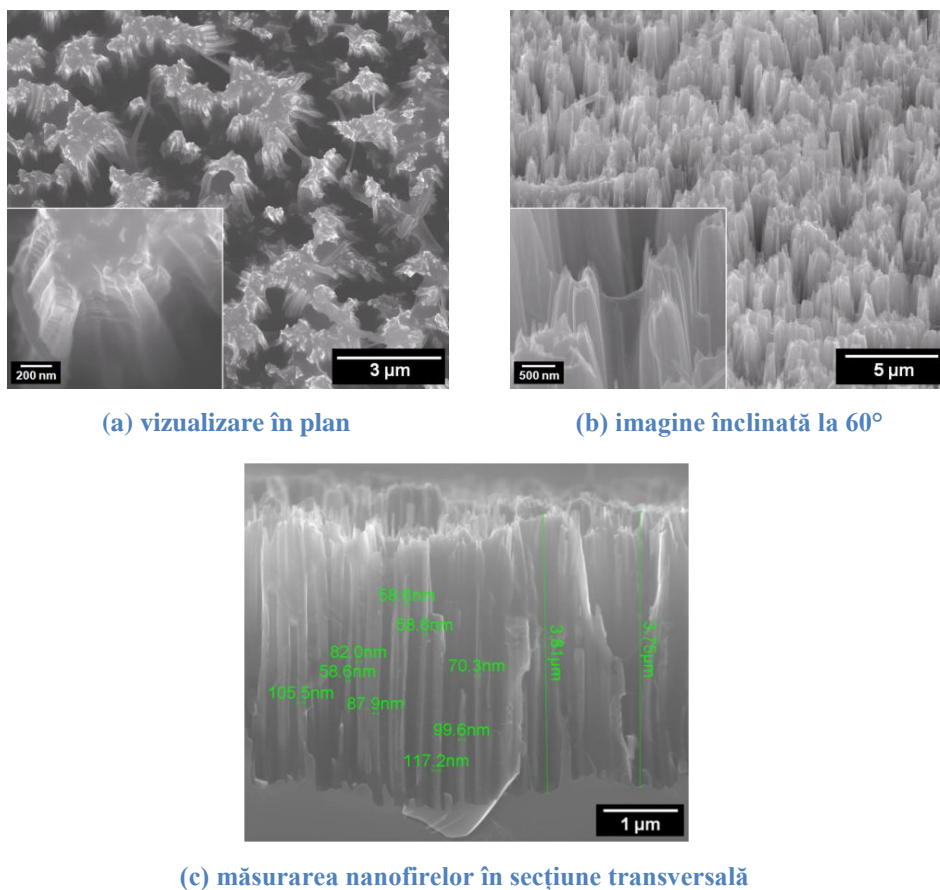 200 nm
3 µm
500 nm
5 µm
(a) vizualizare în plan
(b) imagine înclinată la 60°
58.6nm
58.6nm
82.0nm
58.6nm
70.3nm
105.5nm
87.9nm
99.6nm
117.2nm
3.81µm
3.75µm
1 µm
(c) măsurarea nanofirelor în secțiune transversală